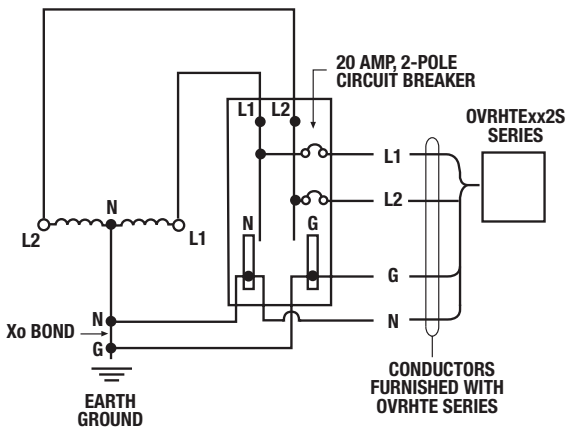 20 AMP, 2-POLE
CIRCUIT BREAKER
L1 L2
OVRHTExx2S
SERIES
L1
L2
N
L2
L1
N
G
G
N
N
Xo BOND
G
EARTH
GROUND
CONDUCTORS
FURNISHED WITH
OVRHTE SERIES